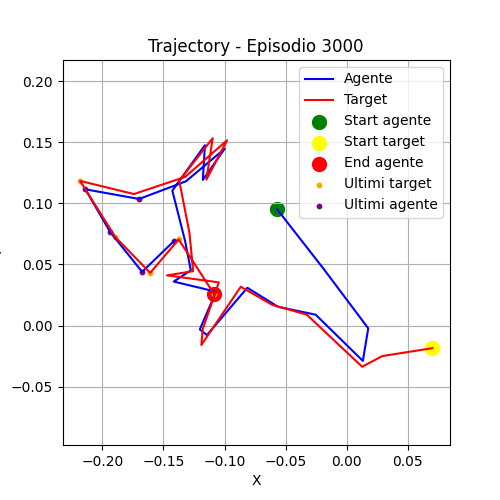 Trajectory - Episodio 3000
Agente
Target
Start agente
Start target
End agente
Ultimi target
Ultimi agente
0.20
0.15
0.10
0.05
0.00
−0.05
−0.20
−0.15
−0.10
−0.05
0.00
0.05
X